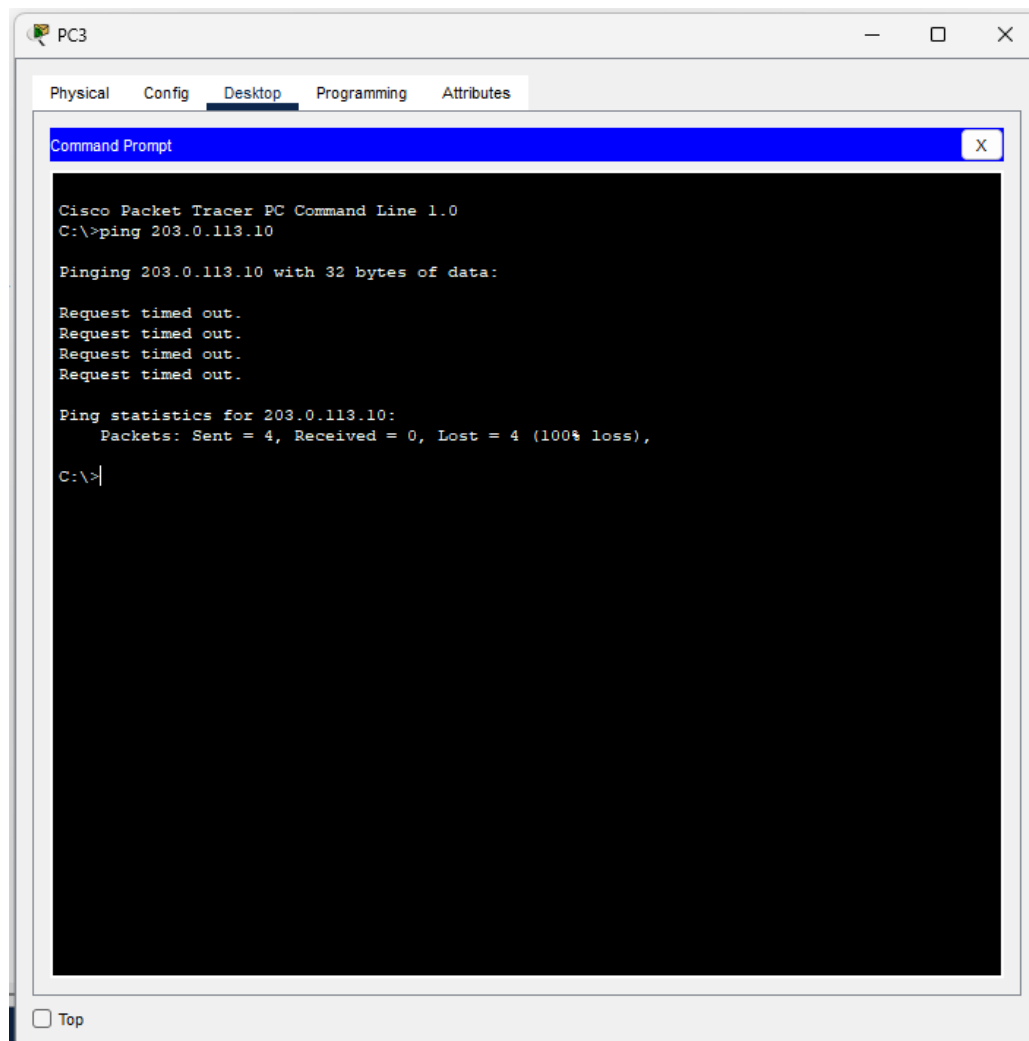 PC3
Physical Config Desktop Programming Attributes
Command Prompt X
Cisco Packet Tracer PC Command Line 1.0
C:\>ping 203.0.113.10
Pinging 203.0.113.10 with 32 bytes of data:
Request timed out.
Request timed out.
Request timed out.
Request timed out.
Ping statistics for 203.0.113.10:
Packets: Sent = 4, Received = 0, Lost = 4 (100% loss),
C:\>
Top